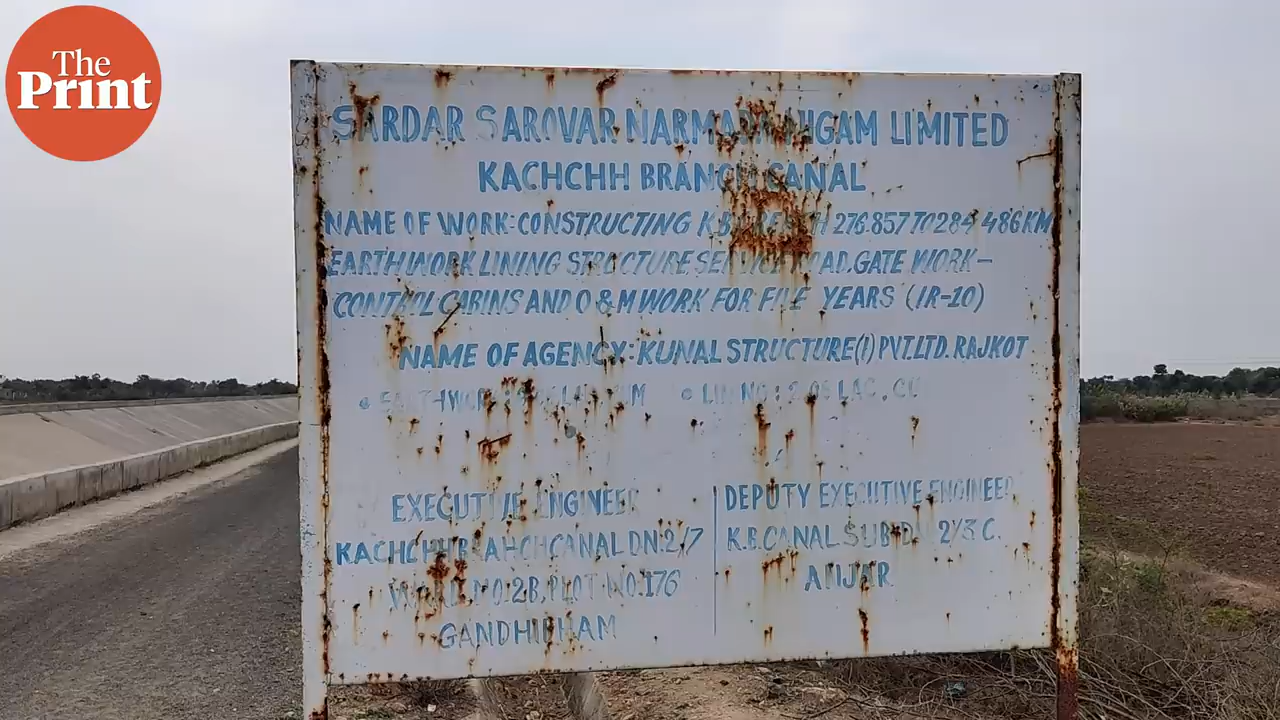 The
Print
SARDAR SAROVAR NARMADA NIGAM LIMITED
KACHCHH BRANCH CANAL
NAME OF WORK:CONSTRUCTING K.B.C REACH 276.857 TO 284.486KM
EARTHWORK LINING STRUCTURE SERVICE ROAD.GATE WORK-
CONTROL CABINS AND O & M WORK FOR FIVE YEARS (IR-10)
NAME OF AGENCY:KUNAL STRUCTURE(I) PVT.LTD. RAJKOT
EARTHWORK: LINING: 2.06 LAC.CU
EXECUTIVE ENGINEER
KACHCHH BRANCH CANAL DN.2/7
WARD NO.2B,PLOT NO.176
GANDHIDHAM
DEPUTY EXECUTIVE ENGINEER
K.B.CANAL SUB DN 2/3 C.
ANJAR